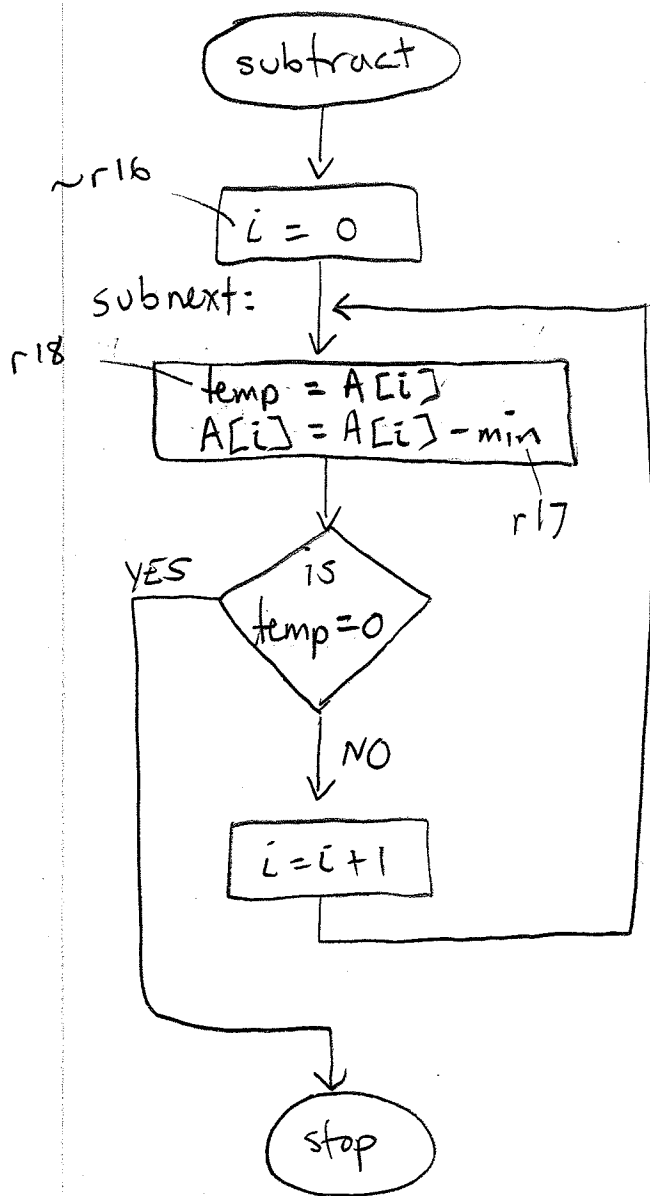 subtract
~r16
i = 0
subnext:
r18
temp = A[i]
A[i] = A[i] - min
r17
YES
is
temp=0
NO
i=i+1
stop